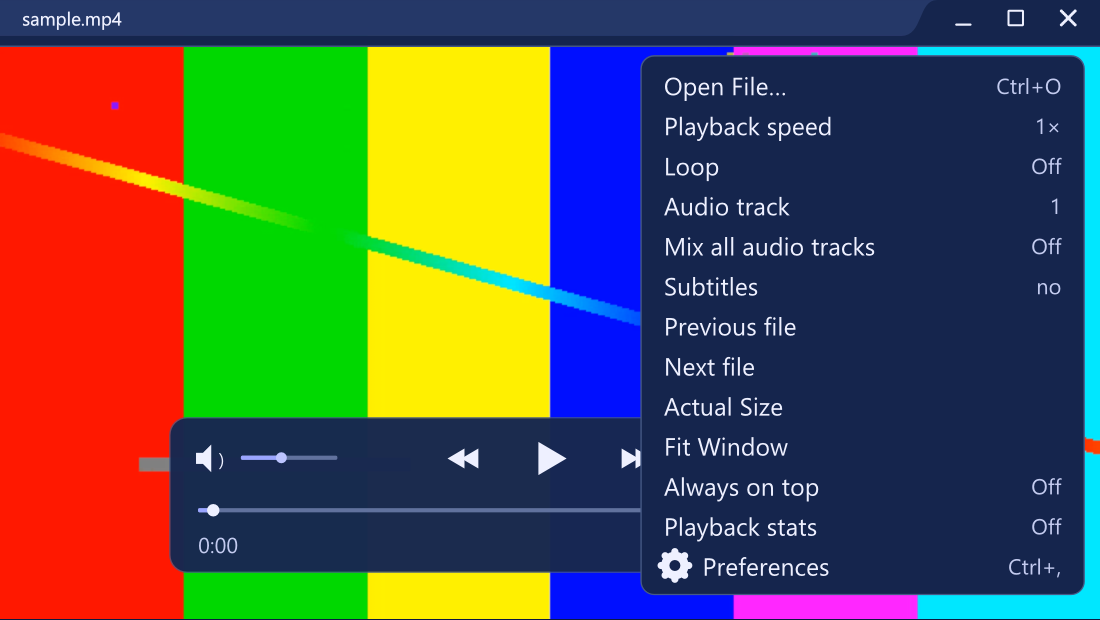 sample.mp4
Open File... Ctrl+O
Playback speed 1×
Loop Off
Audio track 1
Mix all audio tracks Off
Subtitles no
Previous file
Next file
Actual Size
Fit Window
Always on top Off
Playback stats Off
Preferences Ctrl+,
0:00